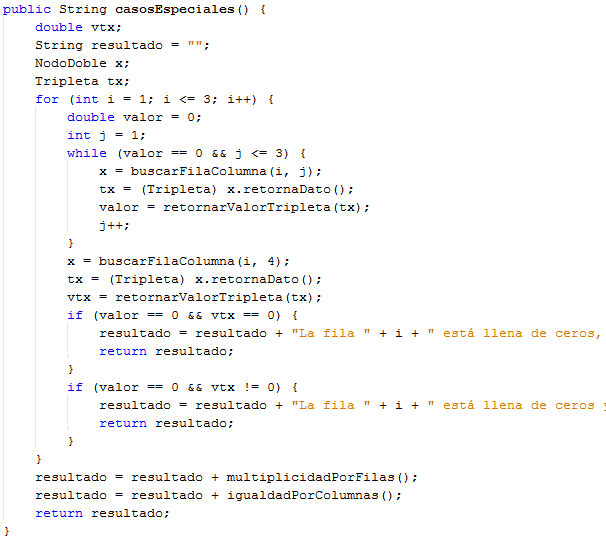 public String casosEspeciales() {
double vtx;
String resultado = "";
NodoDoble x;
Tripleta tx;
for (int i = 1; i <= 3; i++) {
double valor = 0;
int j = 1;
while (valor == 0 && j <= 3) {
x = buscarFilaColumna(i, j);
tx = (Tripleta) x.retornaDato();
valor = retornarValorTripleta(tx);
j++;
}
x = buscarFilaColumna(i, 4);
tx = (Tripleta) x.retornaDato();
vtx = retornarValorTripleta(tx);
if (valor == 0 && vtx == 0) {
resultado = resultado + "La fila " + i + " está llena de ceros,
return resultado;
}
if (valor == 0 && vtx != 0) {
resultado = resultado + "La fila " + i + " está llena de ceros y
return resultado;
}
}
resultado = resultado + multiplicidadPorFilas();
resultado = resultado + igualdadPorColumnas();
return resultado;
}